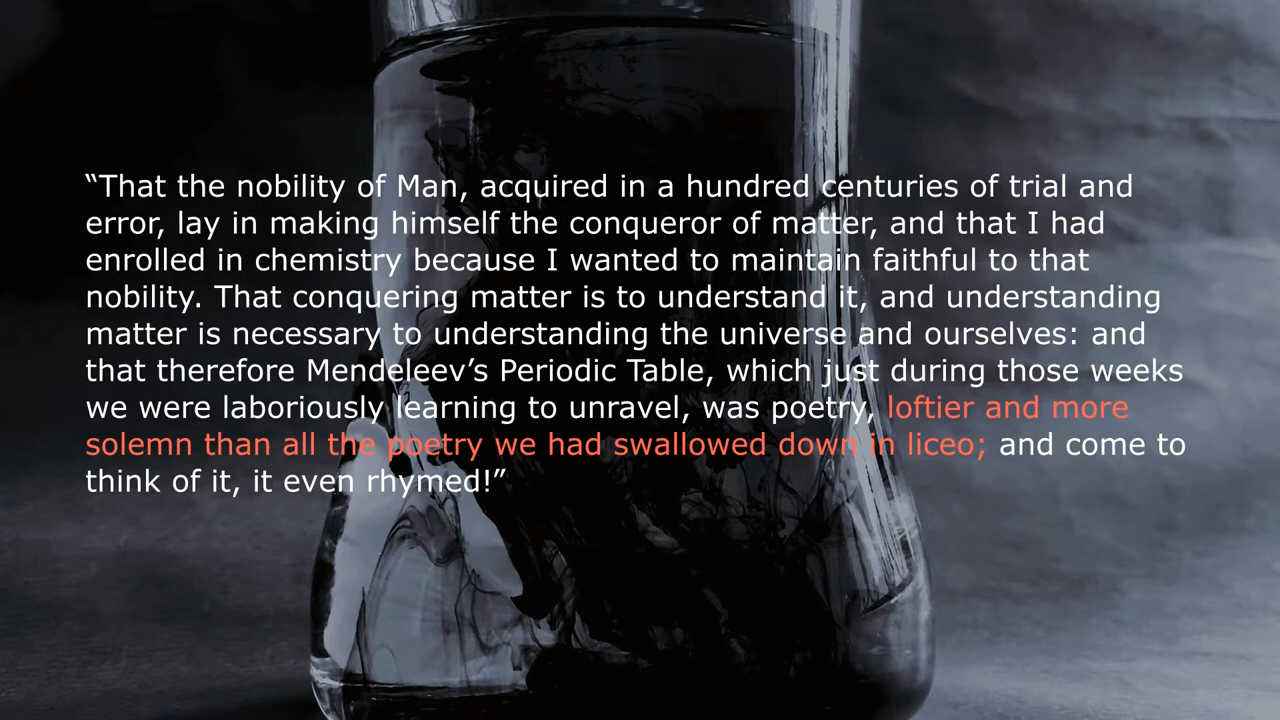 “That the nobility of Man, acquired in a hundred centuries of trial and
error, lay in making himself the conqueror of matter, and that I had
enrolled in chemistry because I wanted to maintain faithful to that
nobility. That conquering matter is to understand it, and understanding
matter is necessary to understanding the universe and ourselves: and
that therefore Mendeleev’s Periodic Table, which just during those weeks
we were laboriously learning to unravel, was poetry, loftier and more
solemn than all the poetry we had swallowed down in liceo; and come to
think of it, it even rhymed!”